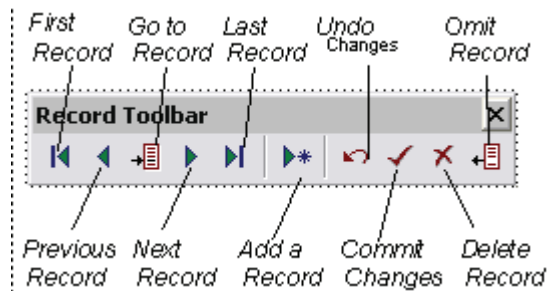 First Go to Last Undo Omit
Record Record Record Changes Record
Record Toolbar
Previous Next Add a Commit Delete
Record Record Record Changes Record